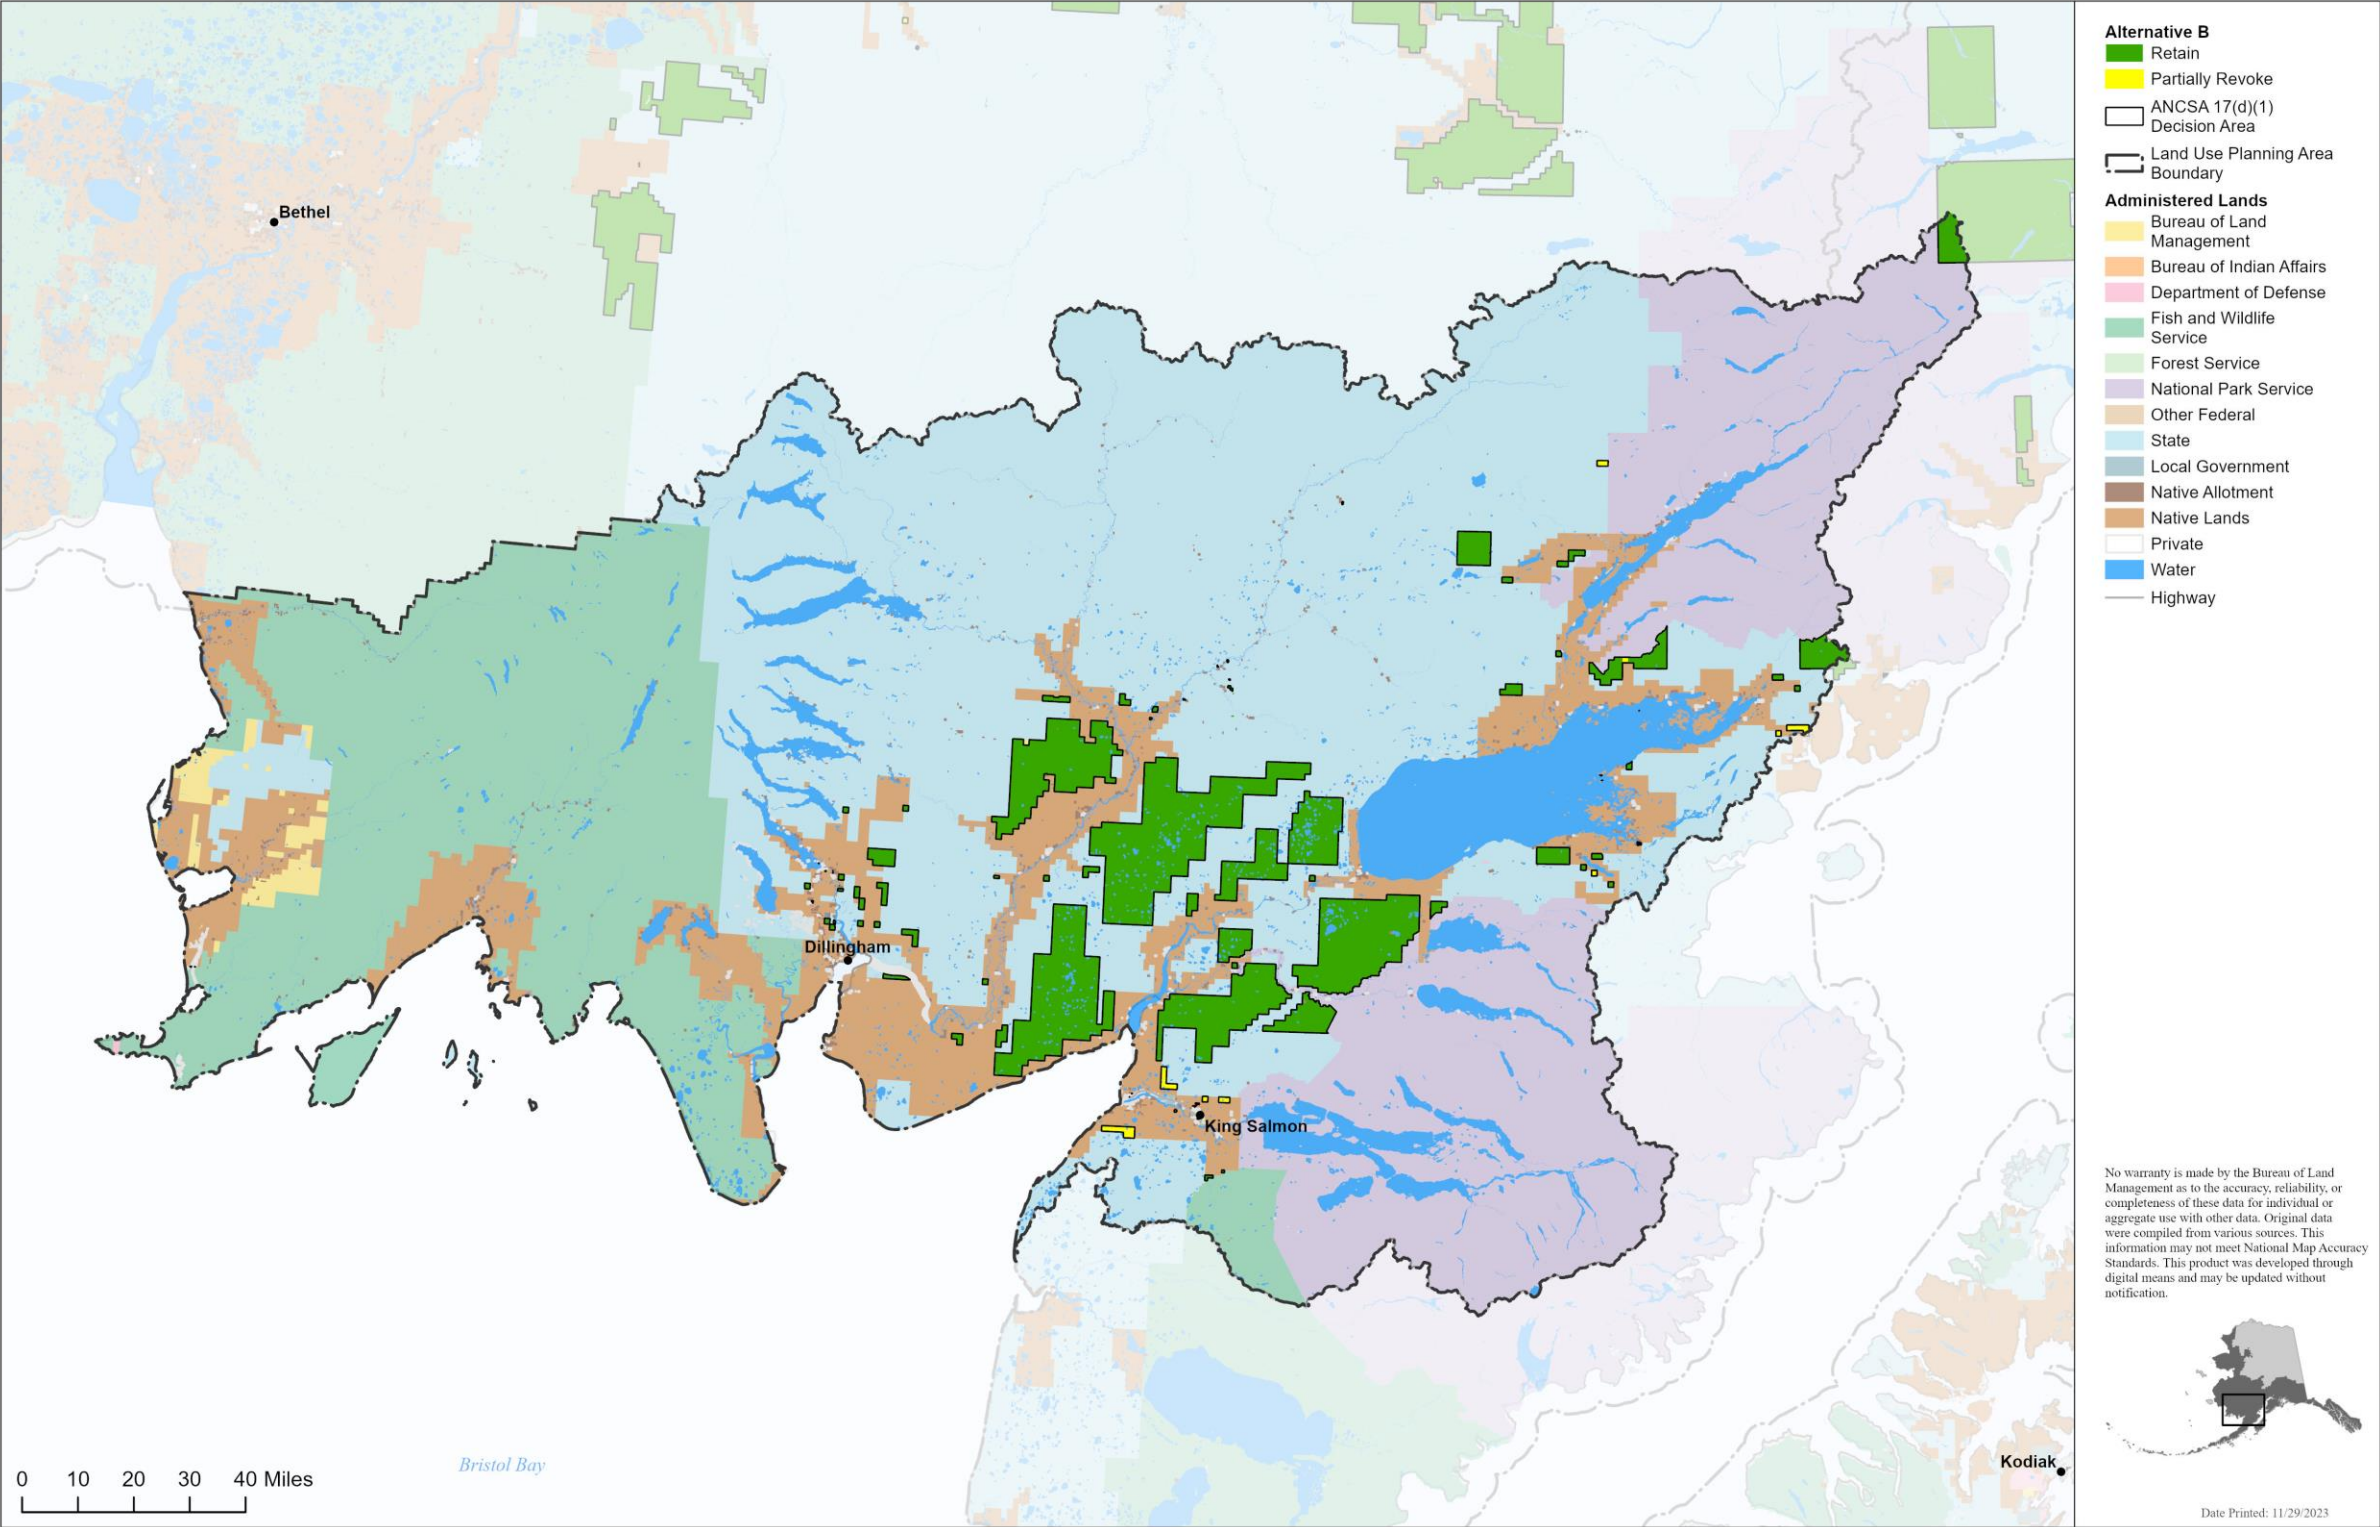 Bethel
Dillingham
King Salmon
Kodiak
Bristol Bay
0 10 20 30 40 Miles
Alternative B
Retain
Partially Revoke
ANCSA 17(d)(1)
Decision Area
Land Use Planning Area
Boundary
Administered Lands
Bureau of Land
Management
Bureau of Indian Affairs
Department of Defense
Fish and Wildlife
Service
Forest Service
National Park Service
Other Federal
State
Local Government
Native Allotment
Native Lands
Private
Water
Highway
No warranty is made by the Bureau of Land
Management as to the accuracy, reliability, or
completeness of these data for individual or
aggregate use with other data. Original data
were compiled from various sources. This
information may not meet National Map Accuracy
Standards. This product was developed through
digital means and may be updated without
notification.
Date Printed: 11/29/2023